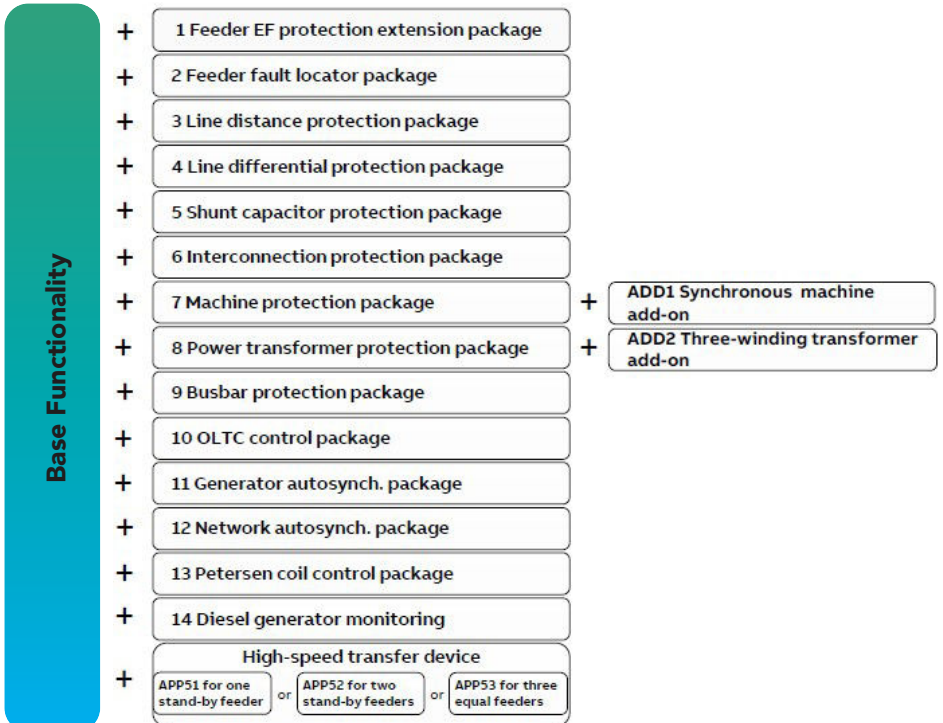 Base Functionality
+ 1 Feeder EF protection extension package
+ 2 Feeder fault locator package
+ 3 Line distance protection package
+ 4 Line differential protection package
+ 5 Shunt capacitor protection package
+ 6 Interconnection protection package
+ 7 Machine protection package
+ ADD1 Synchronous machine
add-on
+ 8 Power transformer protection package
+ ADD2 Three-winding transformer
add-on
+ 9 Busbar protection package
+ 10 OLTC control package
+ 11 Generator autosynch. package
+ 12 Network autosynch. package
+ 13 Petersen coil control package
+ 14 Diesel generator monitoring
+ High-speed transfer device
APP51 for one
stand-by feeder
or
APP52 for two
stand-by feeders
or
APP53 for three
equal feeders